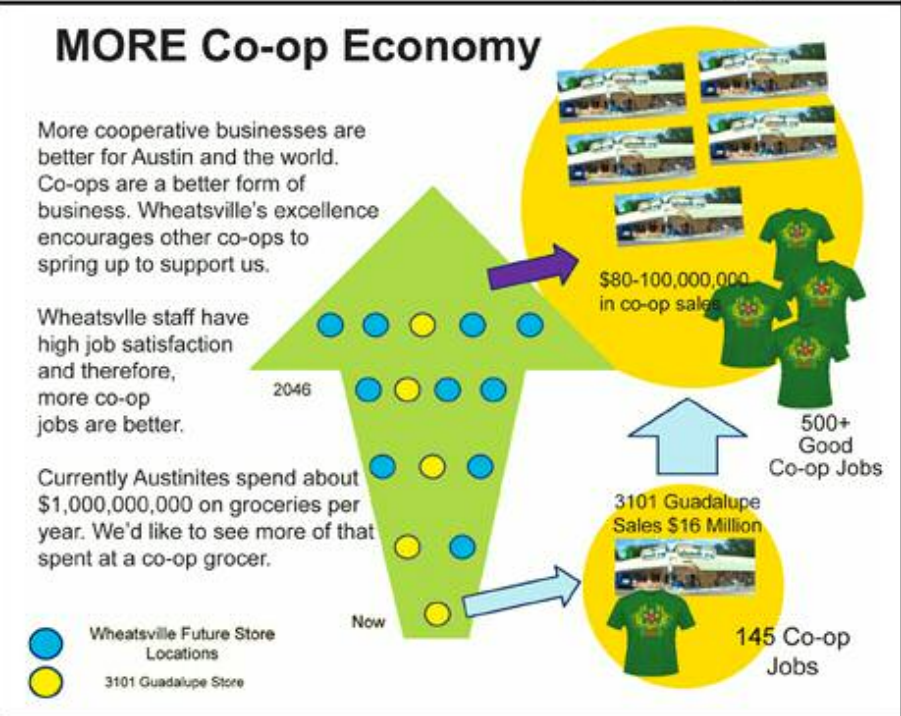 MORE Co-op Economy
More cooperative businesses are
better for Austin and the world.
Co-ops are a better form of
business. Wheatsville's excellence
encourages other co-ops to
spring up to support us.
Wheatsvlle staff have
high job satisfaction
and therefore,
more co-op
jobs are better.
Currently Austinites spend about
$1,000,000,000 on groceries per
year. We'd like to see more of that
spent at a co-op grocer.
2046
Now
Wheatsville Future Store
Locations
3101 Guadalupe Store
$80-100,000,000
in co-op sales
500+
Good
Co-op Jobs
3101 Guadalupe
Sales $16 Million
145 Co-op
Jobs